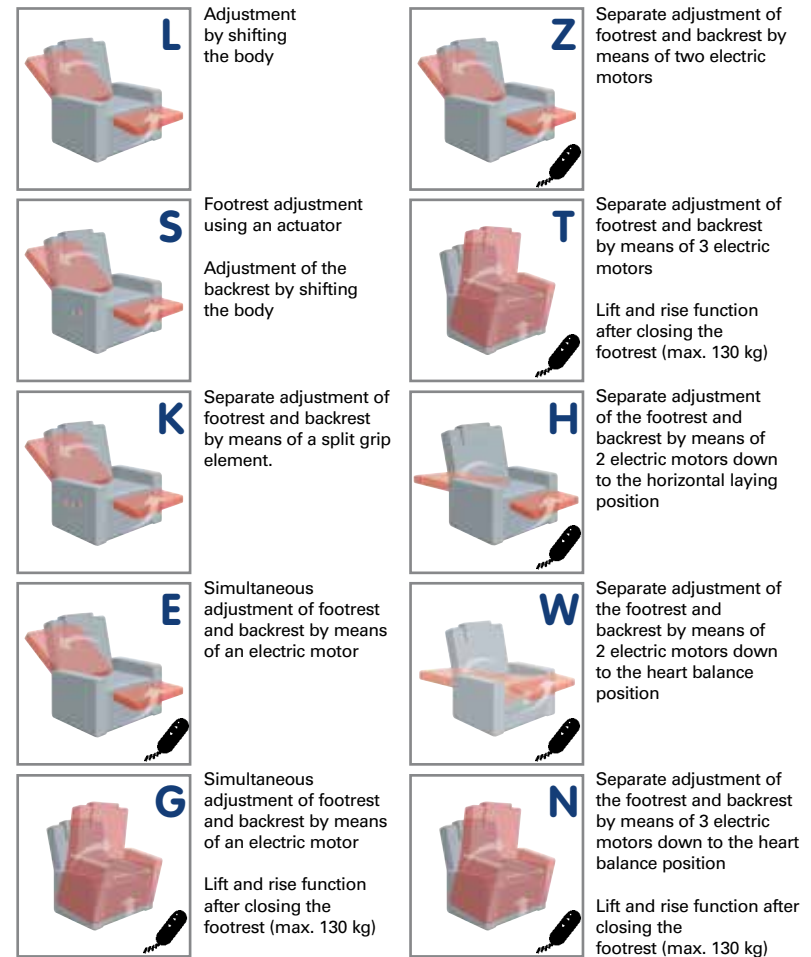 L
Adjustment
by shifting
the body
S
Footrest adjustment
using an actuator
Adjustment of the
backrest by shifting
the body
K
Separate adjustment of
footrest and backrest
by means of a split grip
element.
E
Simultaneous
adjustment of footrest
and backrest by means
of an electric motor
G
Simultaneous
adjustment of footrest
and backrest by means
of an electric motor
Lift and rise function
after closing the
footrest (max. 130 kg)
Z
Separate adjustment of
footrest and backrest by
means of two electric
motors
T
Separate adjustment of
footrest and backrest
by means of 3 electric
motors
Lift and rise function
after closing the
footrest (max. 130 kg)
H
Separate adjustment
of the footrest and
backrest by means of
2 electric motors down
to the horizontal laying
position
W
Separate adjustment of
the footrest and
backrest by means of
2 electric motors down
to the heart balance
position
N
Separate adjustment of
the footrest and backrest
by means of 3 electric
motors down to the heart
balance position
Lift and rise function after
closing the
footrest (max. 130 kg)